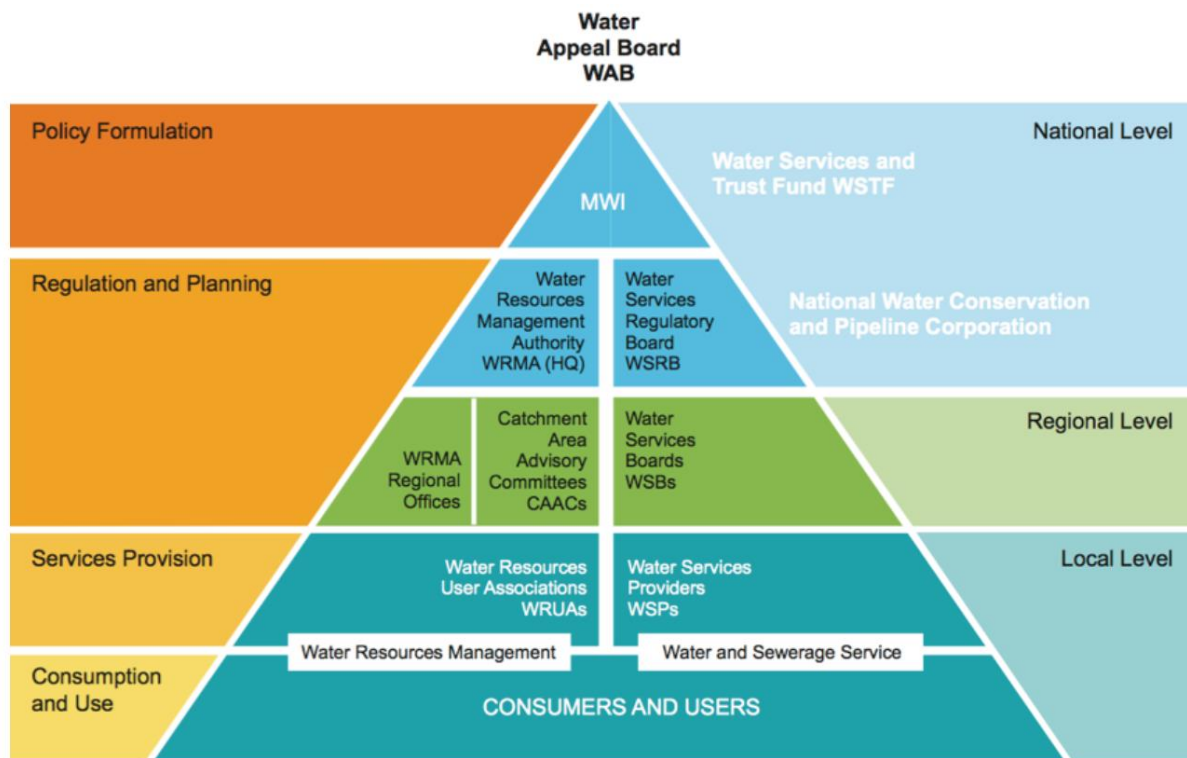 Water
Appeal Board
WAB
Policy Formulation
National Level
Water Services and
Trust Fund WSTF
MWI
Regulation and Planning
National Water Conservation
and Pipeline Corporation
Water
Resources
Management
Authority
WRMA (HQ)
Water
Services
Regulatory
Board
WSRB
Regional Level
WRMA
Regional
Offices
Catchment
Area
Advisory
Committees
CAACs
Water
Services
Boards
WSBs
Services Provision
Local Level
Water Resources
User Associations
WRUAs
Water Services
Providers
WSPs
Water Resources Management
Water and Sewerage Service
Consumption
and Use
CONSUMERS AND USERS